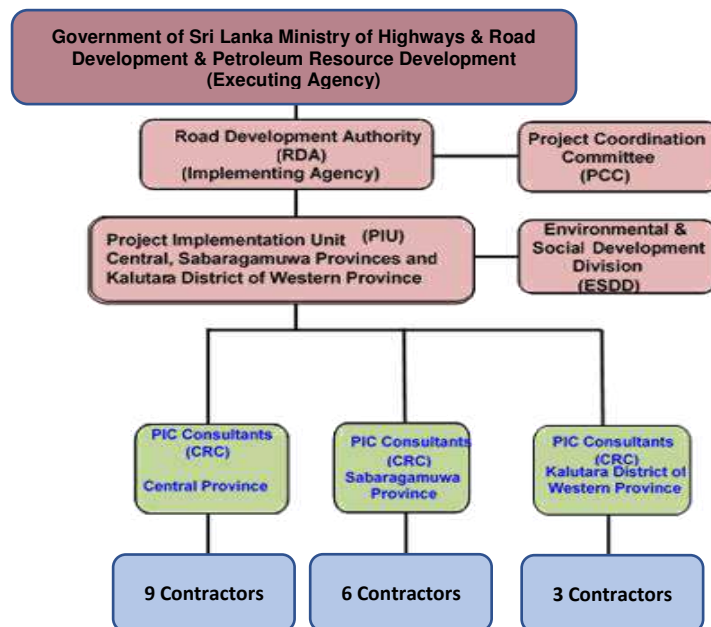 Government of Sri Lanka Ministry of Highways & Road
Development & Petroleum Resource Development
(Executing Agency)
Road Development Authority
(RDA)
(Implementing Agency)
Project Coordination
Committee
(PCC)
Project Implementation Unit (PIU)
Central, Sabaragamuwa Provinces and
Kalutara District of Western Province
Environmental &
Social Development
Division
(ESDD)
PIC Consultants
(CRC)
Central Province
PIC Consultants
(CRC)
Sabaragamuwa
Province
PIC Consultants
(CRC)
Kalutara District of
Western Province
9 Contractors
6 Contractors
3 Contractors